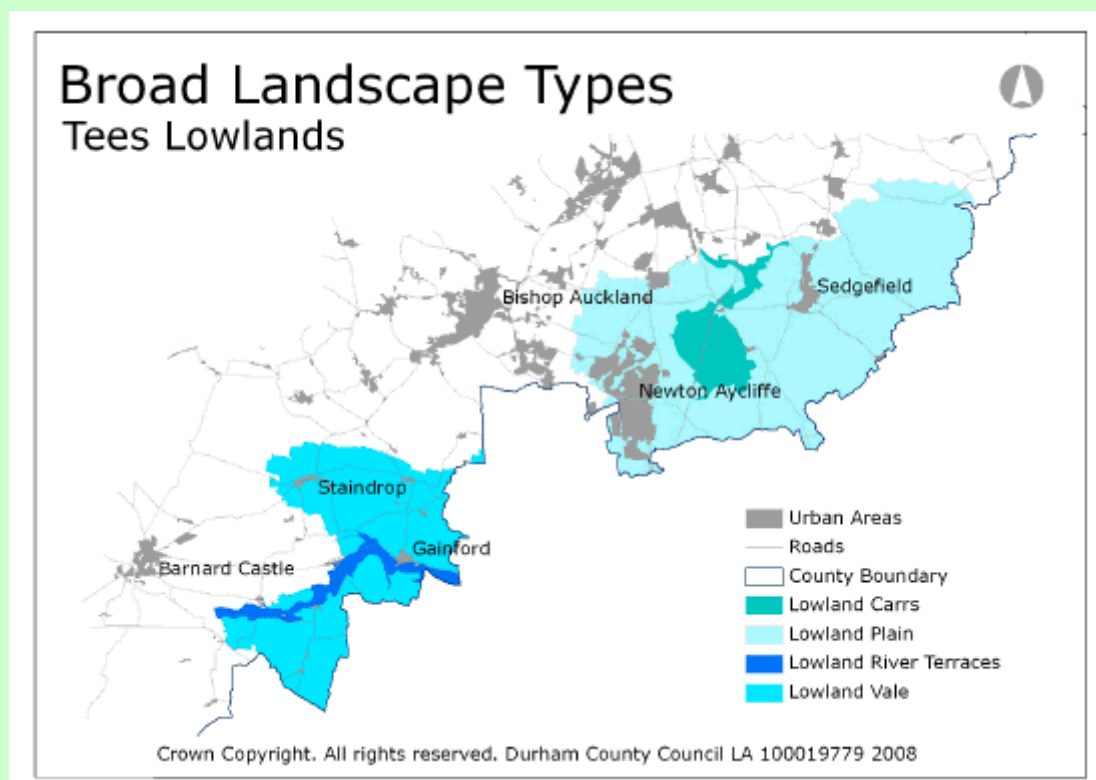 Broad Landscape Types
Tees Lowlands
Bishop Auckland
Sedgefield
Newton Aycliffe
Staindrop
Gainford
Barnard Castle
Urban Areas
Roads
County Boundary
Lowland Carrs
Lowland Plain
Lowland River Terraces
Lowland Vale
Crown Copyright. All rights reserved. Durham County Council LA 100019779 2008